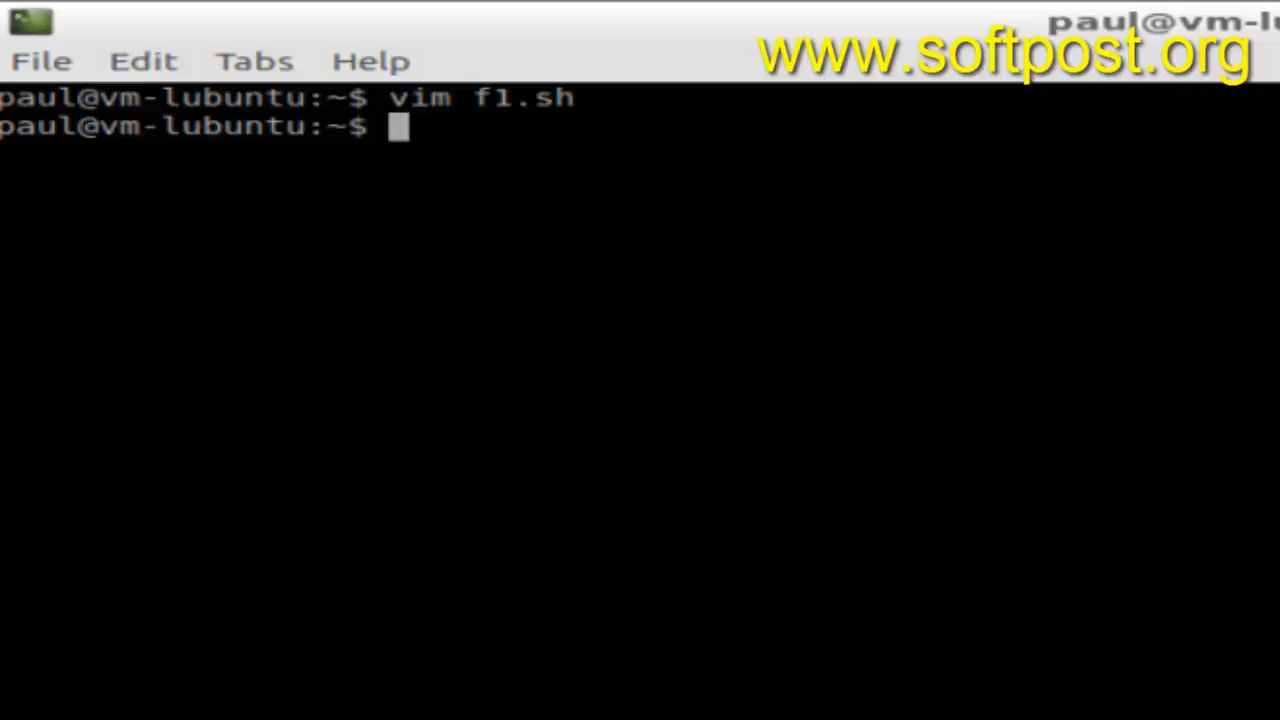 paul@vm-lu
www.softpost.org
File Edit Tabs Help
paul@vm-lubuntu:~$ vim f1.sh
paul@vm-lubuntu:~$